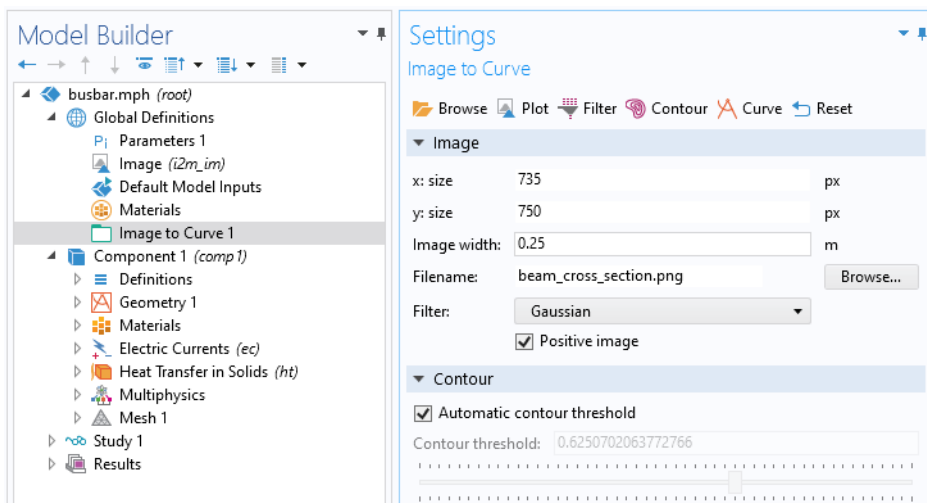 Model Builder
busbar.mph (root)
Global Definitions
Pi Parameters 1
Image (i2m_im)
Default Model Inputs
Materials
Image to Curve 1
Component 1 (comp1)
Definitions
Geometry 1
Materials
Electric Currents (ec)
Heat Transfer in Solids (ht)
Multiphysics
Mesh 1
Study 1
Results
Settings
Image to Curve
Browse Plot Filter Contour Curve Reset
Image
x: size 735 px
y: size 750 px
Image width: 0.25 m
Filename: beam_cross_section.png Browse...
Filter: Gaussian
Positive image
Contour
Automatic contour threshold
Contour threshold: 0.6250702063772766